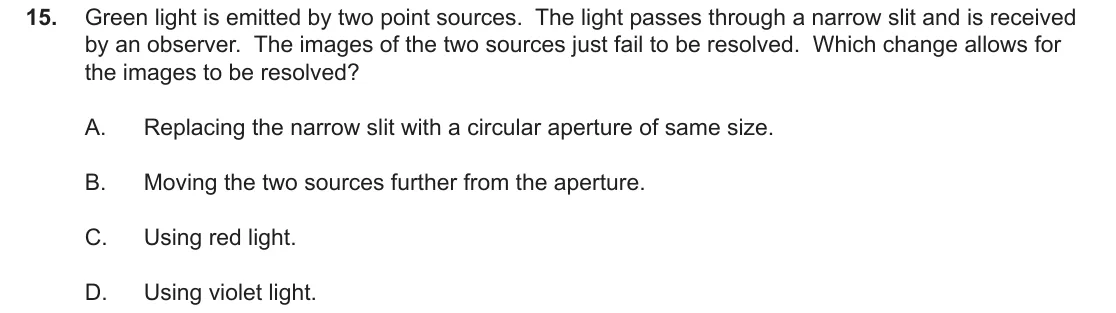 15. Green light is emitted by two point sources. The light passes through a narrow slit and is received
by an observer. The images of the two sources just fail to be resolved. Which change allows for
the images to be resolved?
A. Replacing the narrow slit with a circular aperture of same size.
B. Moving the two sources further from the aperture.
C. Using red light.
D. Using violet light.